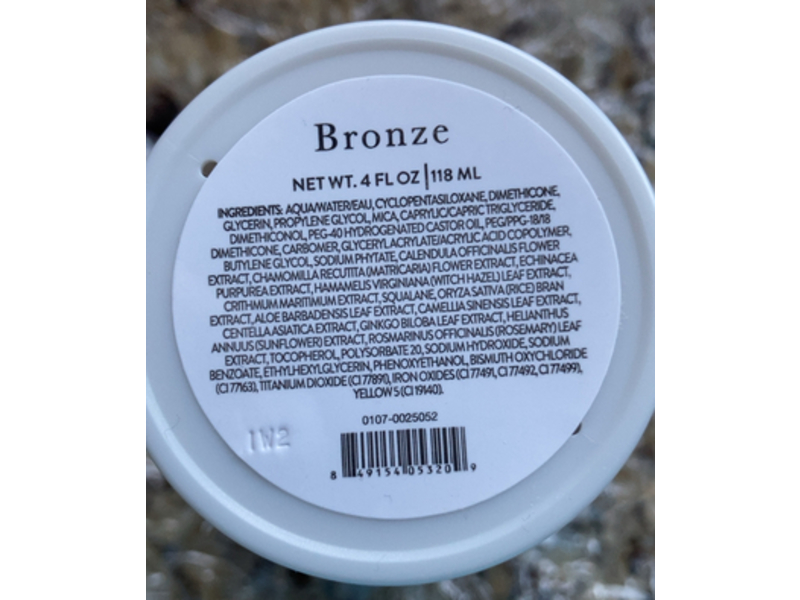 Bronze
NET WT. 4 FL OZ | 118 ML
INGREDIENTS: AQUA/WATER/EAU, CYCLOPENTASILOXANE, DIMETHICONE,
GLYCERIN, PROPYLENE GLYCOL, MICA, CAPRYLIC/CAPRIC TRIGLYCERIDE,
DIMETHICONOL, PEG-40 HYDROGENATED CASTOR OIL, PEG/PPG-18/18
DIMETHICONE, CARBOMER, GLYCERYL ACRYLATE/ACRYLIC ACID COPOLYMER,
BUTYLENE GLYCOL, SODIUM PHYTATE, CALENDULA OFFICINALIS FLOWER
EXTRACT, CHAMOMILLA RECUTITA (MATRICARIA) FLOWER EXTRACT, ECHINACEA
PURPUREA EXTRACT, HAMAMELIS VIRGINIANA (WITCH HAZEL) LEAF EXTRACT,
CRITHMUM MARITIMUM EXTRACT, SQUALANE, ORYZA SATIVA (RICE) BRAN
EXTRACT, ALOE BARBADENSIS LEAF EXTRACT, CAMELLIA SINENSIS LEAF EXTRACT,
CENTELLA ASIATICA EXTRACT, GINKGO BILOBA LEAF EXTRACT, HELIANTHUS
ANNUUS (SUNFLOWER) EXTRACT, ROSMARINUS OFFICINALIS (ROSEMARY) LEAF
EXTRACT, TOCOPHEROL, POLYSORBATE 20, SODIUM HYDROXIDE, SODIUM
BENZOATE, ETHYLHEXYLGLYCERIN, PHENOXYETHANOL, BISMUTH OXYCHLORIDE
(CI 77163), TITANIUM DIOXIDE (CI 77891), IRON OXIDES (CI 77491, CI 77492, CI 77499),
YELLOW 5 (CI 19140).
0107-0025052
1W2
8 49154 05320 9